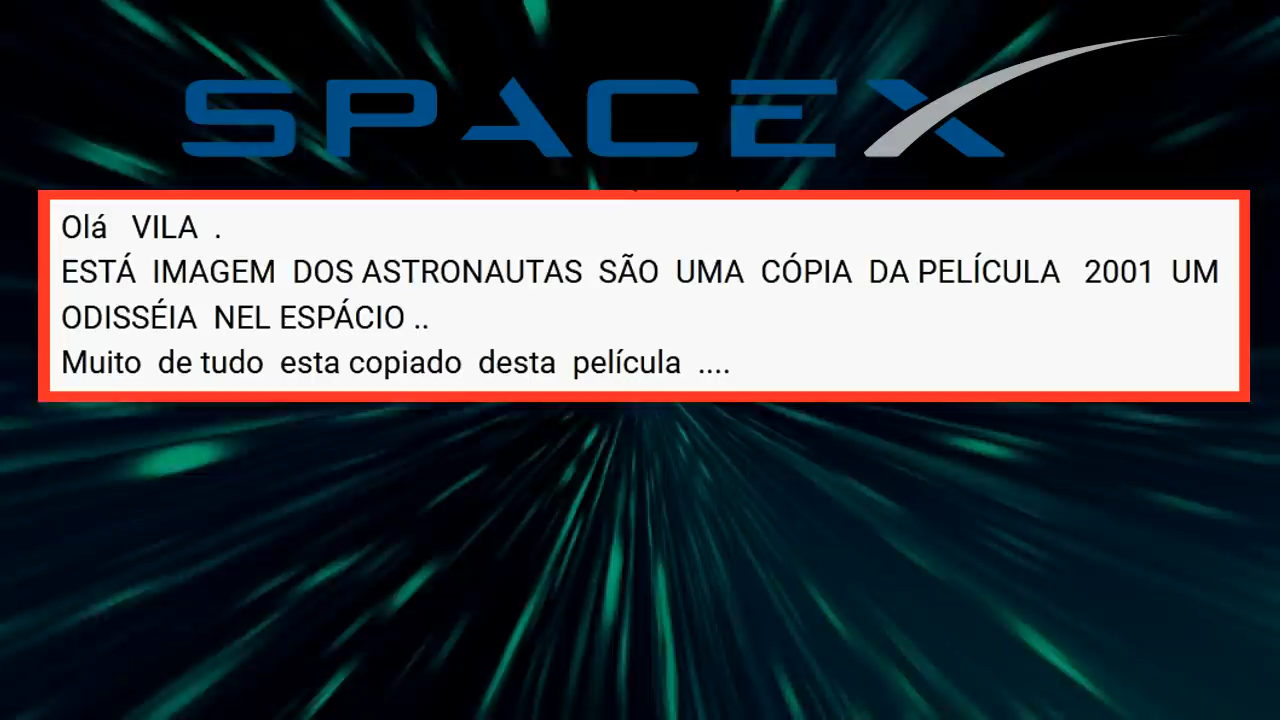 SPACEX
Olá VILA .
ESTÁ IMAGEM DOS ASTRONAUTAS SÃO UMA CÓPIA DA PELÍCULA 2001 UM
ODISSÉIA NEL ESPÁCIO ..
Muito de tudo esta copiado desta película ....